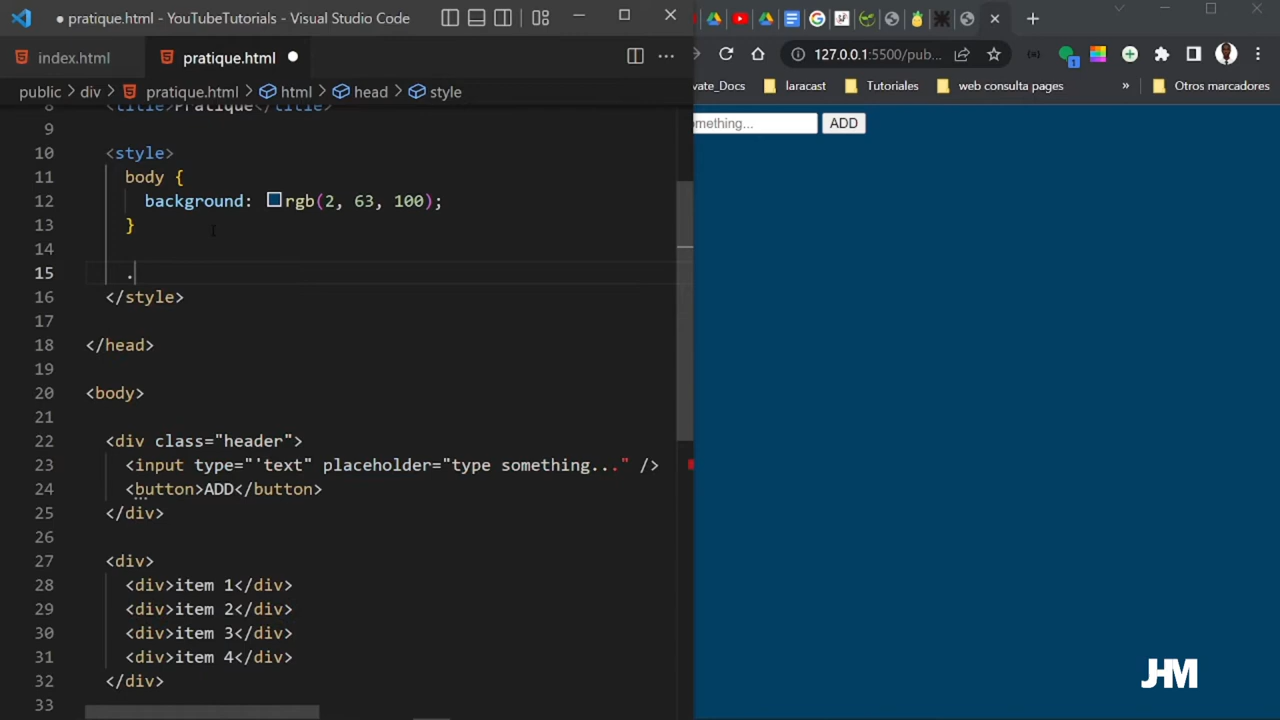 pratique.html - YouTubeTutorials - Visual Studio Code
index.html
pratique.html
public
div
pratique.html
html
head
style
8 <title>Pratique</title>
9
10 <style>
11 body {
12 background: rgb(2, 63, 100);
13 }
14
15 .
16 </style>
17
18 </head>
19
20 <body>
21
22 <div class="header">
23 <input type="'text" placeholder="type something..." />
24 <button>ADD</button>
25 </div>
26
27 <div>
28 <div>item 1</div>
29 <div>item 2</div>
30 <div>item 3</div>
31 <div>item 4</div>
32 </div>
33
127.0.0.1:5500/pub...
1
vate_Docs
laracast
Tutoriales
web consulta pages
»
Otros marcadores
mething...
ADD
JHM